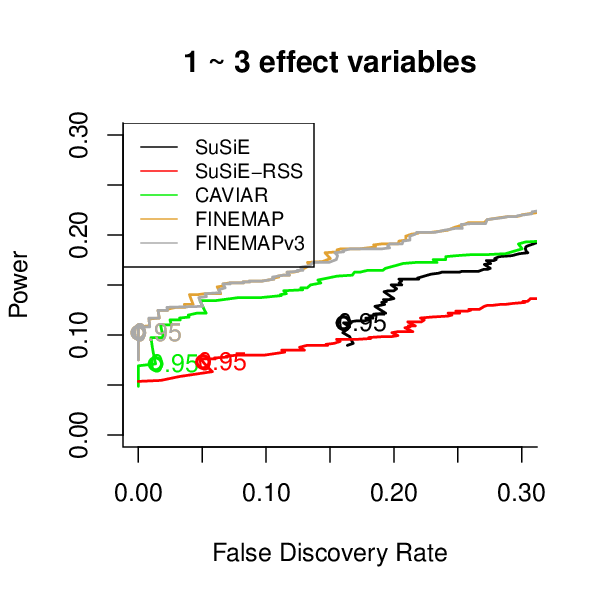 1 ~ 3 effect variables
SuSiE
SuSiE−RSS
CAVIAR
FINEMAP
FINEMAPv3
Power
0.30
0.20
0.10
0.00
0.95
0.95
0.95
0.95
0.00 0.10 0.20 0.30
False Discovery Rate